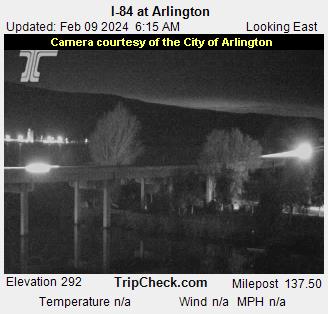 I-84 at Arlington
Updated: Feb 09 2024 6:15 AM Looking East
Camera courtesy of the City of Arlington
Elevation 292 TripCheck.com Milepost 137.50
Temperature n/a Wind n/a MPH n/a